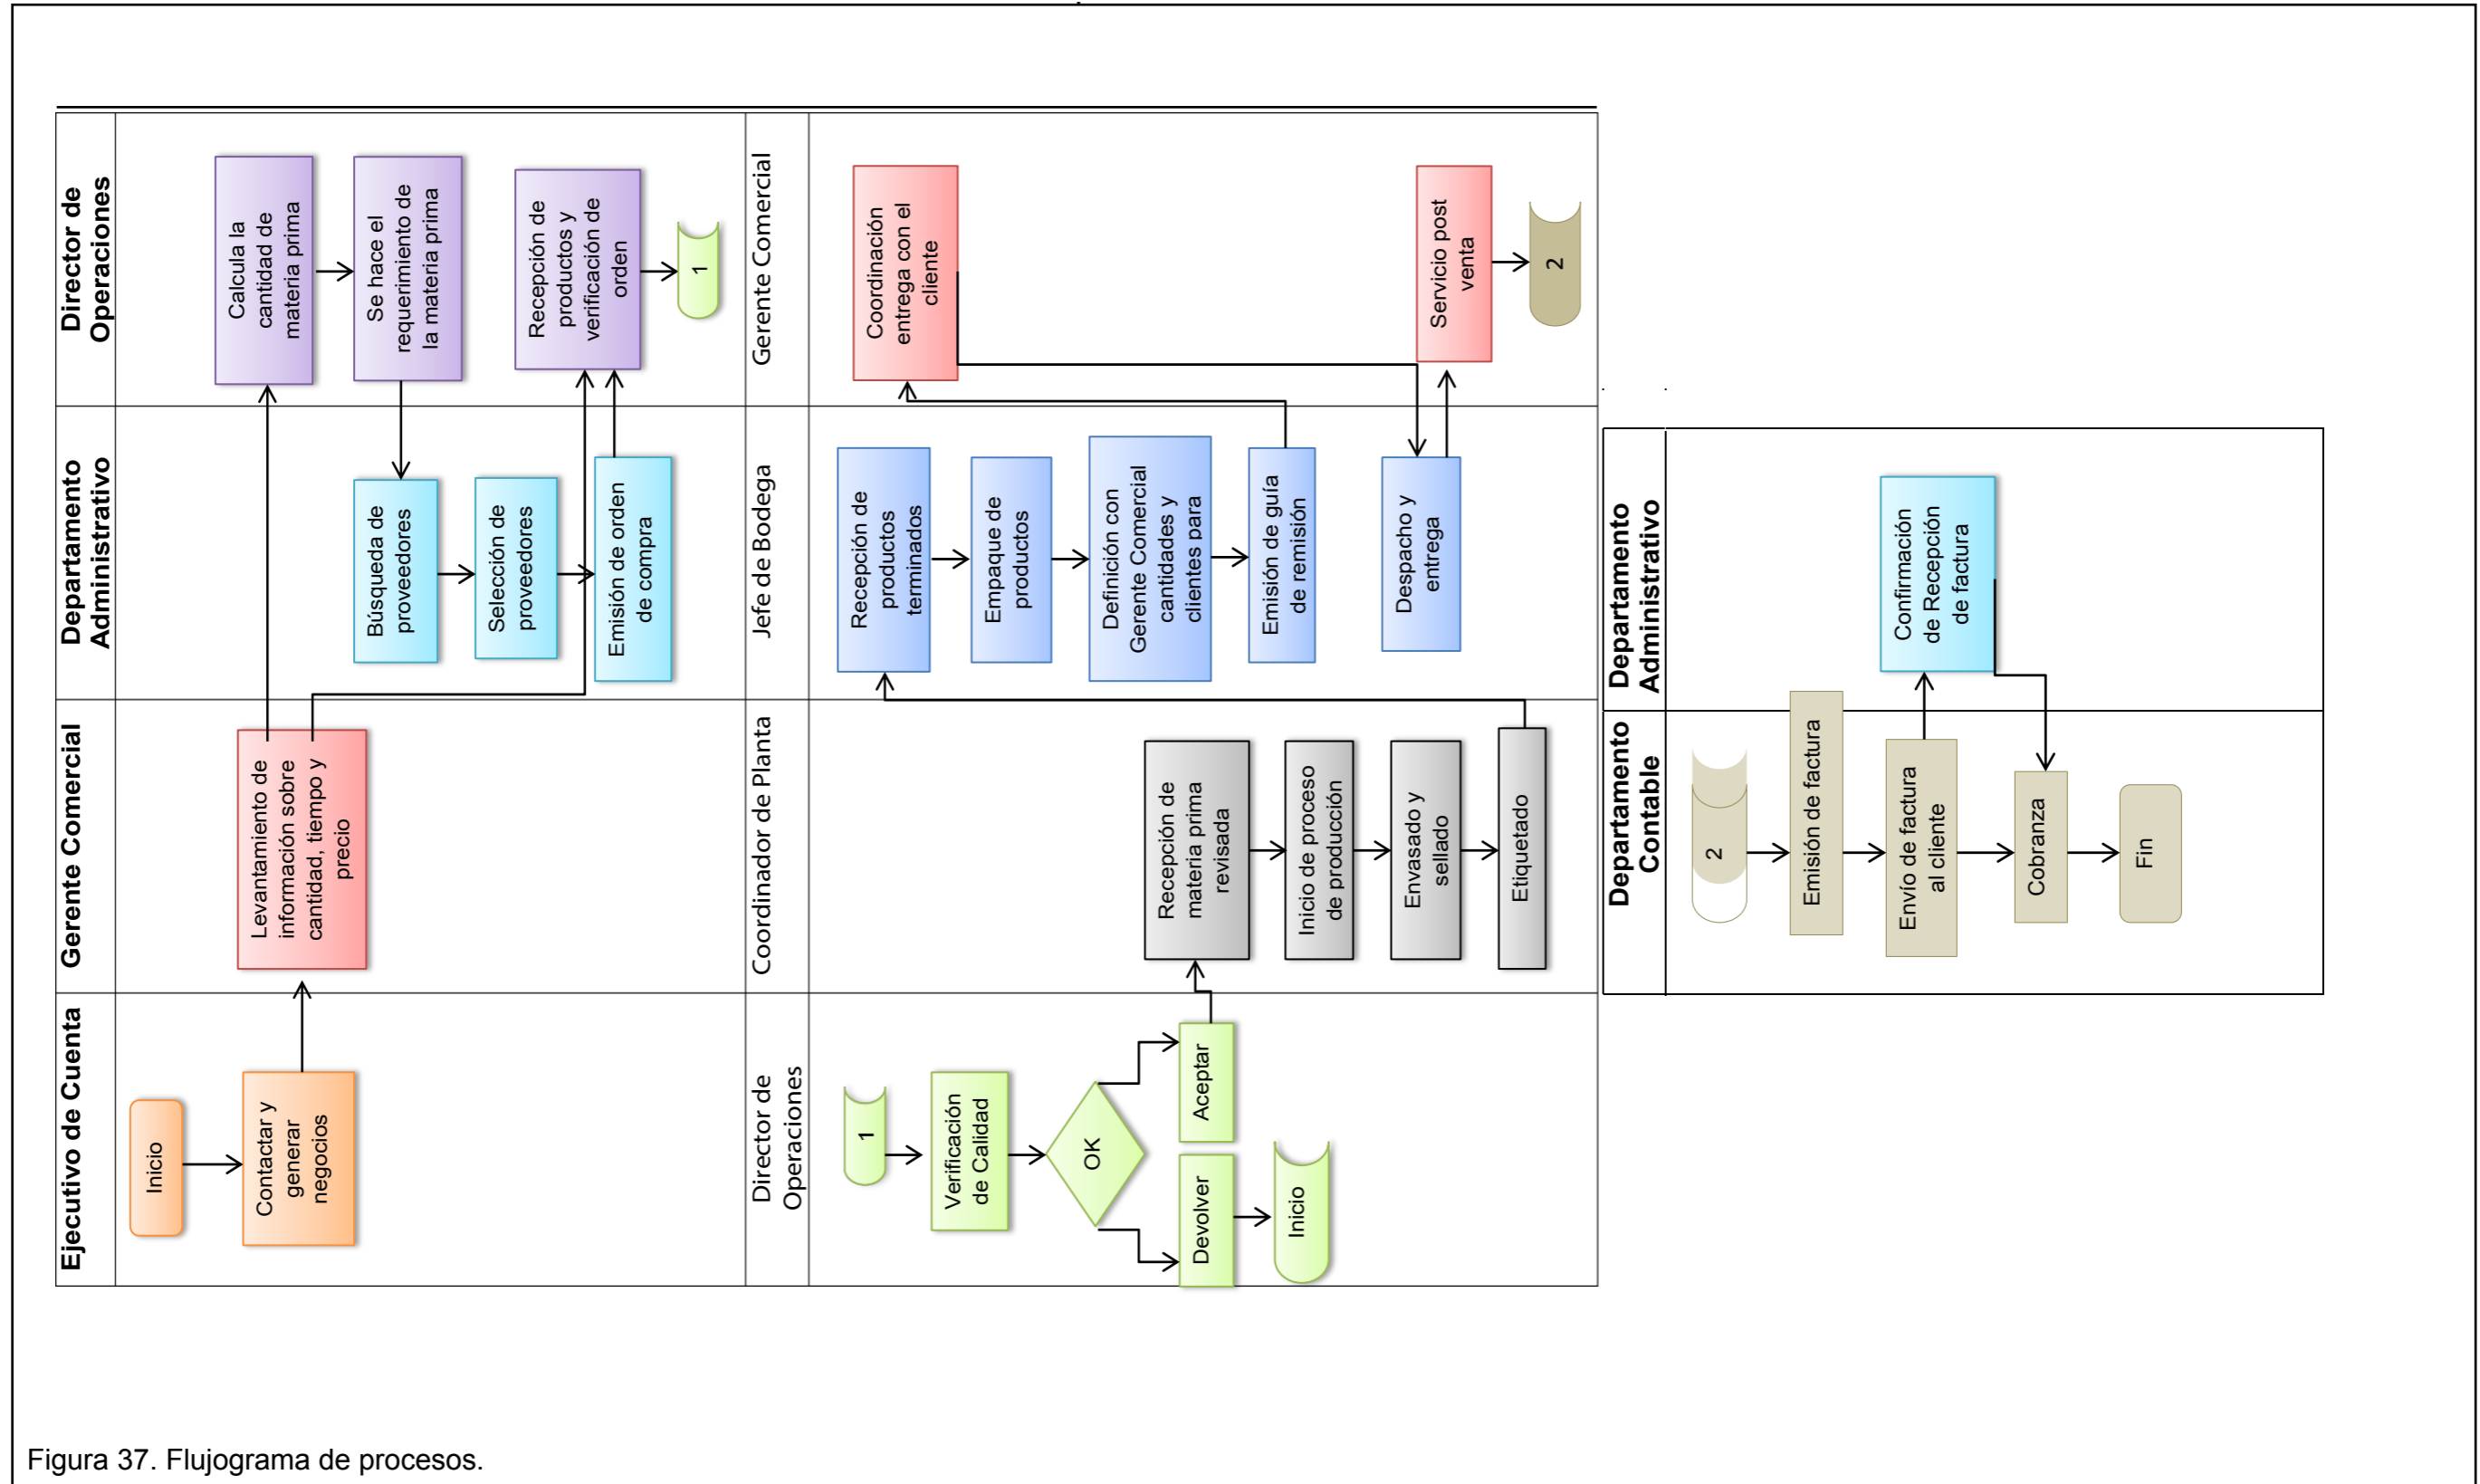 Ejecutivo de Cuenta
Gerente Comercial
Departamento
Administrativo
Director de
Operaciones
Inicio
Contactar y
generar
negocios
Levantamiento de
información sobre
cantidad, tiempo y
precio
Calcula la
cantidad de
materia prima
Se hace el
requerimiento de
la materia prima
Búsqueda de
proveedores
Selección de
proveedores
Emisión de orden
de compra
Recepción de
productos y
verificación de
orden
1
Director de
Operaciones
Coordinador de Planta
Jefe de Bodega
Gerente Comercial
1
Verificación
de Calidad
OK
Devolver
Aceptar
Inicio
Recepción de
materia prima
revisada
Inicio de proceso
de producción
Envasado y
sellado
Etiquetado
Recepción de
productos
terminados
Empaque de
productos
Definición con
Gerente Comercial
cantidades y
clientes para
Emisión de guía
de remisión
Coordinación
entrega con el
cliente
Despacho y
entrega
Servicio post
venta
2
Departamento
Contable
Departamento
Administrativo
2
Emisión de factura
Envío de factura
al cliente
Confirmación
de Recepción
de factura
Cobranza
Fin
Figura 37. Flujograma de procesos.